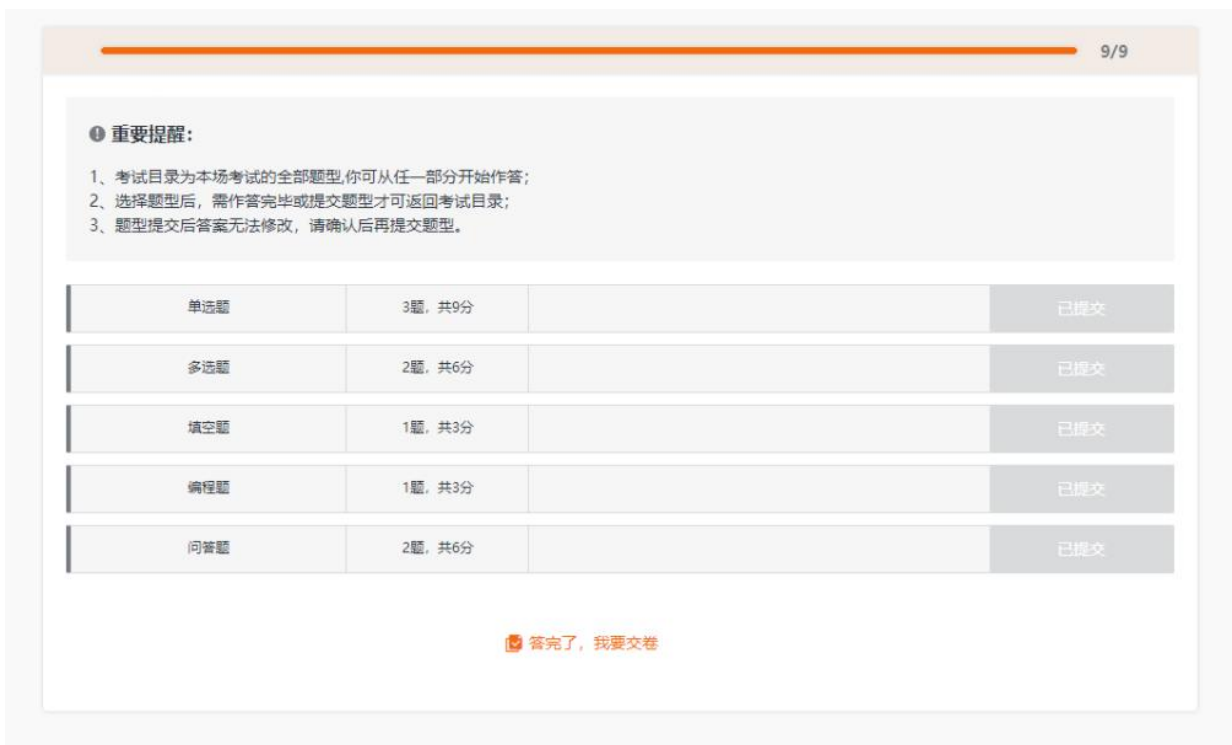 9/9
重要提醒：
1、考试目录为本场考试的全部题型,你可从任一部分开始作答；
2、选择题型后，需作答完毕或提交题型才可返回考试目录；
3、题型提交后答案无法修改，请确认后再提交题型。
单选题 3题，共9分 已提交
多选题 2题，共6分 已提交
填空题 1题，共3分 已提交
编程题 1题，共3分 已提交
问答题 2题，共6分 已提交
答完了，我要交卷